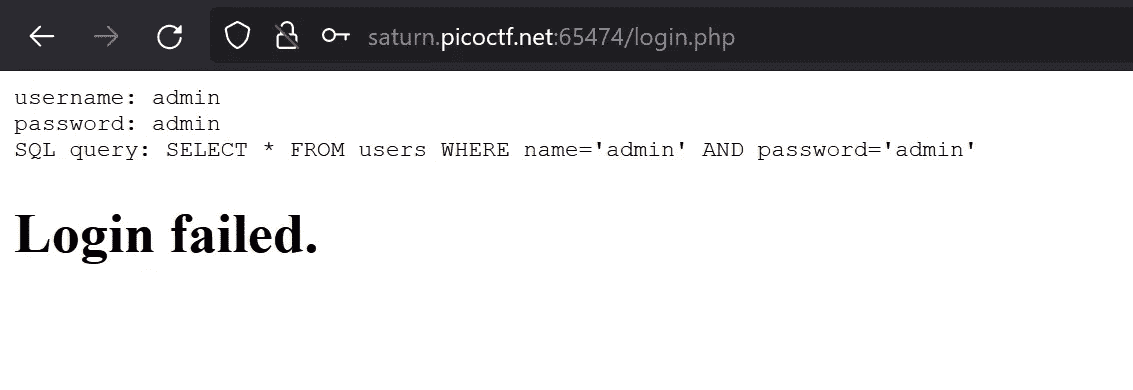 saturn.picoctf.net:65474/login.php
username: admin
password: admin
SQL query: SELECT * FROM users WHERE name='admin' AND password='admin'
Login failed.